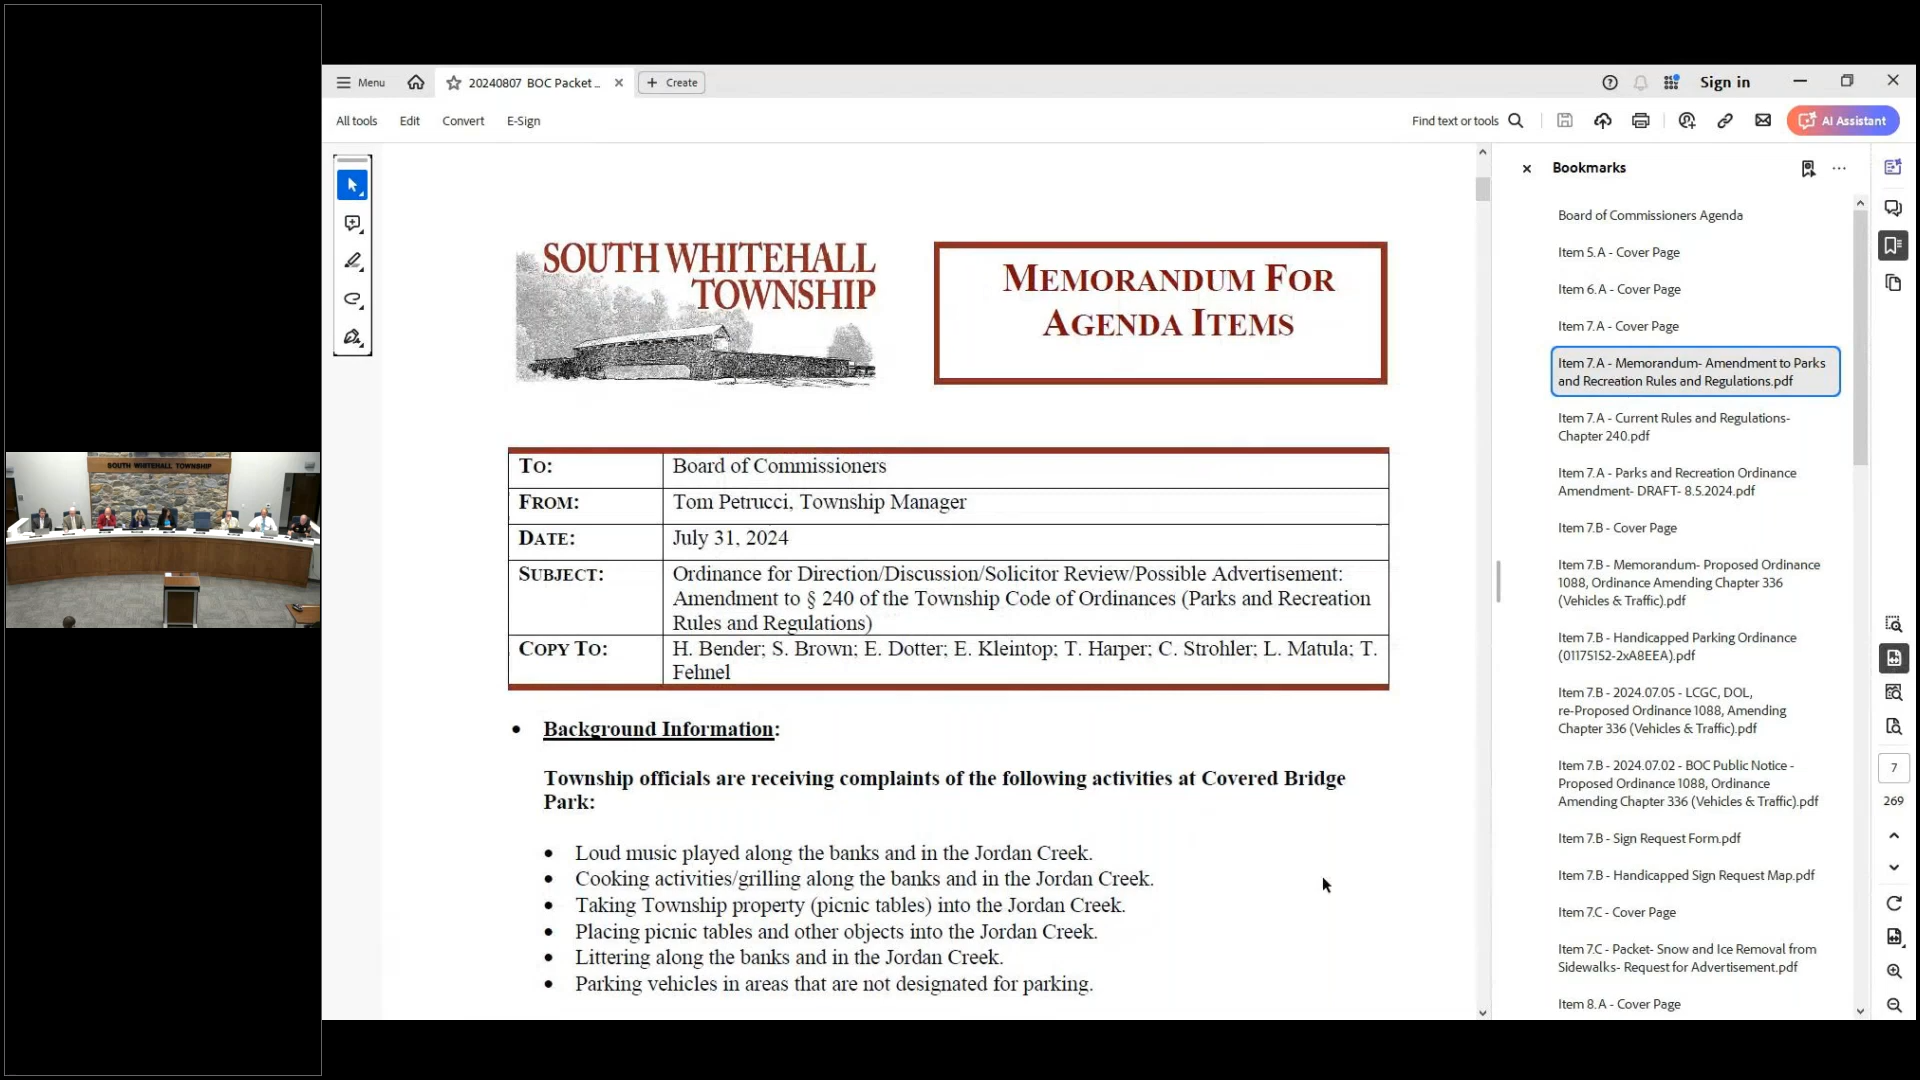 SOUTH WHITEHALL TOWNSHIP
Menu
20240807 BOC Packet ...
Create
Sign in
All tools
Edit
Convert
E-Sign
Find text or tools
AI Assistant
SOUTH WHITEHALL
TOWNSHIP
MEMORANDUM FOR
AGENDA ITEMS
TO:
Board of Commissioners
FROM:
Tom Petrucci, Township Manager
DATE:
July 31, 2024
SUBJECT:
Ordinance for Direction/Discussion/Solicitor Review/Possible Advertisement:
Amendment to § 240 of the Township Code of Ordinances (Parks and Recreation
Rules and Regulations)
COPY TO:
H. Bender; S. Brown; E. Dotter; E. Kleintop; T. Harper; C. Strohler; L. Matula; T.
Fehnel
• Background Information:
Township officials are receiving complaints of the following activities at Covered Bridge
Park:
• Loud music played along the banks and in the Jordan Creek.
• Cooking activities/grilling along the banks and in the Jordan Creek.
• Taking Township property (picnic tables) into the Jordan Creek.
• Placing picnic tables and other objects into the Jordan Creek.
• Littering along the banks and in the Jordan Creek.
• Parking vehicles in areas that are not designated for parking.
Bookmarks
Board of Commissioners Agenda
Item 5.A - Cover Page
Item 6.A - Cover Page
Item 7.A - Cover Page
Item 7.A - Memorandum- Amendment to Parks
and Recreation Rules and Regulations.pdf
Item 7.A - Current Rules and Regulations-
Chapter 240.pdf
Item 7.A - Parks and Recreation Ordinance
Amendment- DRAFT- 8.5.2024.pdf
Item 7.B - Cover Page
Item 7.B - Memorandum- Proposed Ordinance
1088, Ordinance Amending Chapter 336
(Vehicles & Traffic).pdf
Item 7.B - Handicapped Parking Ordinance
(01175152-2xA8EEA).pdf
Item 7.B - 2024.07.05 - LCGC, DOL,
re-Proposed Ordinance 1088, Amending
Chapter 336 (Vehicles & Traffic).pdf
Item 7.B - 2024.07.02 - BOC Public Notice -
Proposed Ordinance 1088, Ordinance
Amending Chapter 336 (Vehicles & Traffic).pdf
Item 7.B - Sign Request Form.pdf
Item 7.B - Handicapped Sign Request Map.pdf
Item 7.C - Cover Page
Item 7.C - Packet- Snow and Ice Removal from
Sidewalks- Request for Advertisement.pdf
Item 8.A - Cover Page
7
269